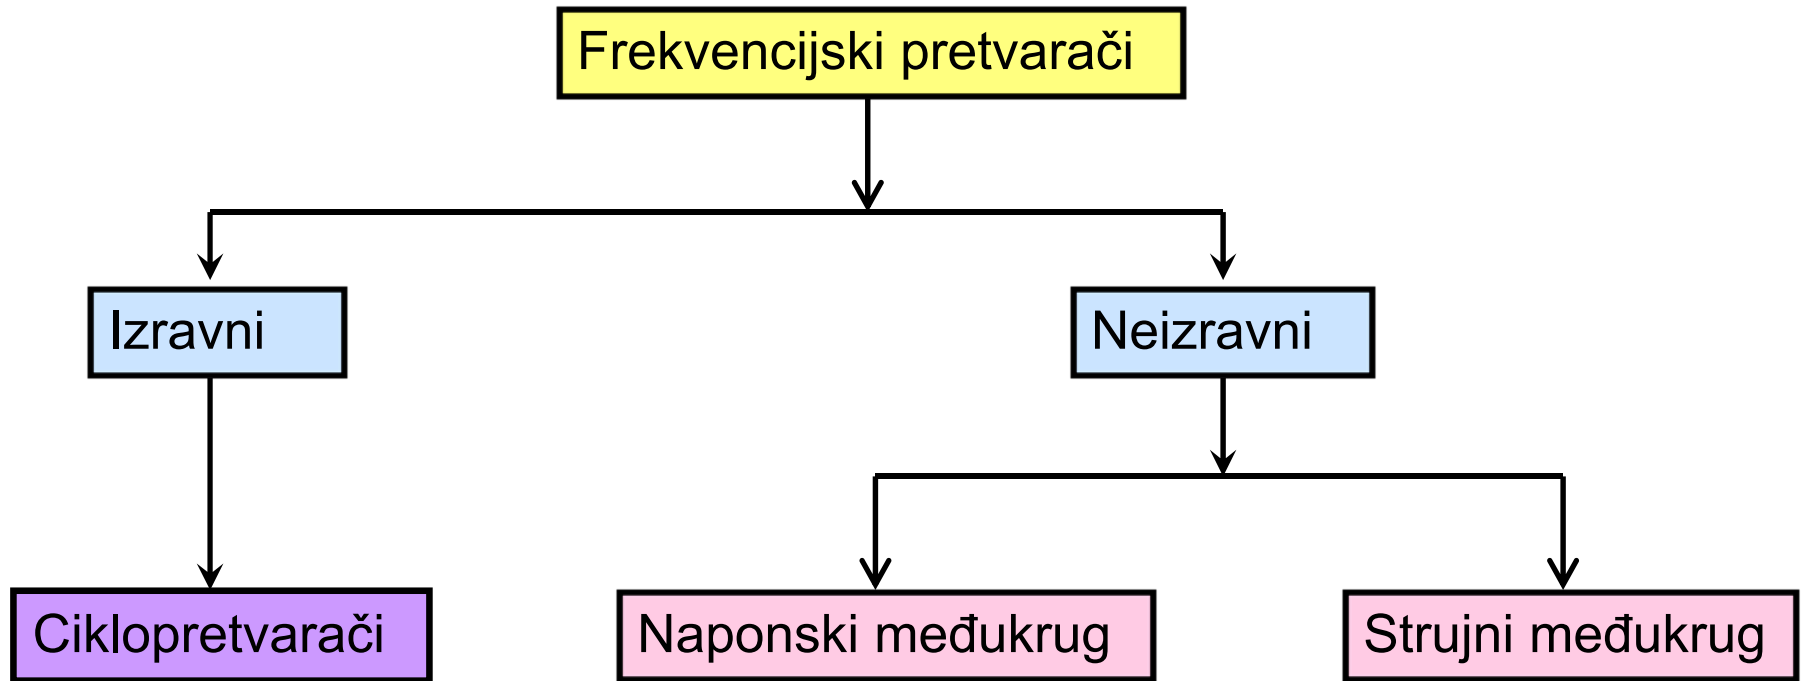 Frekvencijski pretvarači
Izravni
Neizravni
Ciklopretvarači
Naponski međukrug
Strujni međukrug